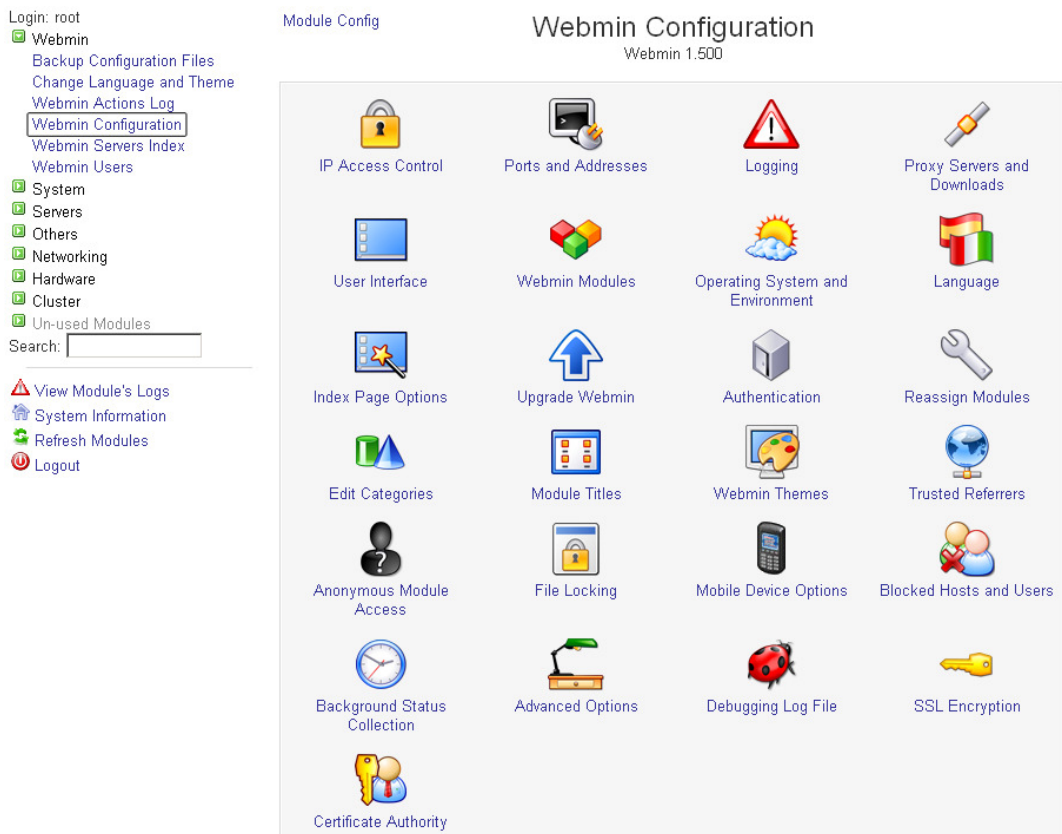 Login: root
Webmin
Backup Configuration Files
Change Language and Theme
Webmin Actions Log
Webmin Configuration
Webmin Servers Index
Webmin Users
System
Servers
Others
Networking
Hardware
Cluster
Un-used Modules
Search:
View Module's Logs
System Information
Refresh Modules
Logout
Module Config
Webmin Configuration
Webmin 1.500
IP Access Control
Ports and Addresses
Logging
Proxy Servers and
Downloads
User Interface
Webmin Modules
Operating System and
Environment
Language
Index Page Options
Upgrade Webmin
Authentication
Reassign Modules
Edit Categories
Module Titles
Webmin Themes
Trusted Referrers
Anonymous Module
Access
File Locking
Mobile Device Options
Blocked Hosts and Users
Background Status
Collection
Advanced Options
Debugging Log File
SSL Encryption
Certificate Authority